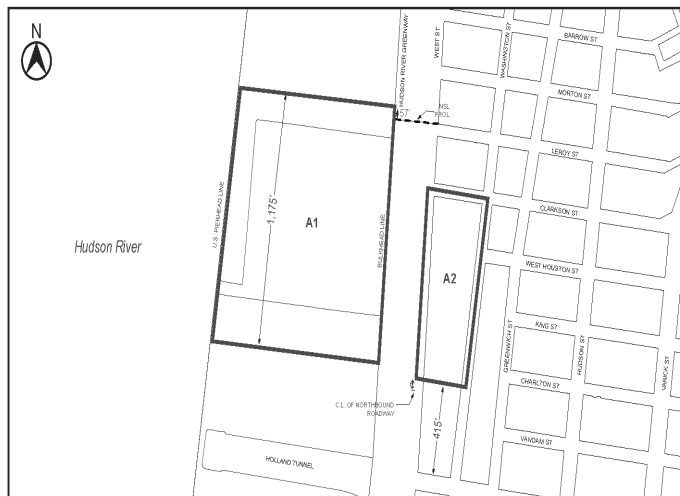 N
HUDSON RIVER GREENWAY
WEST ST
WASHINGTON ST
BARROW ST
MORTON ST
57'
NSL
PROL
LEROY ST
1,175'
U.S. PIERHEAD LINE
A1
BULKHEAD LINE
Hudson River
CLARKSON ST
A2
WEST HOUSTON ST
KING ST
GREENWICH ST
HUDSON ST
VARICK ST
CHARLTON ST
C.L. OF NORTHBOUND
ROADWAY
415'
VANDAM ST
HOLLAND TUNNEL